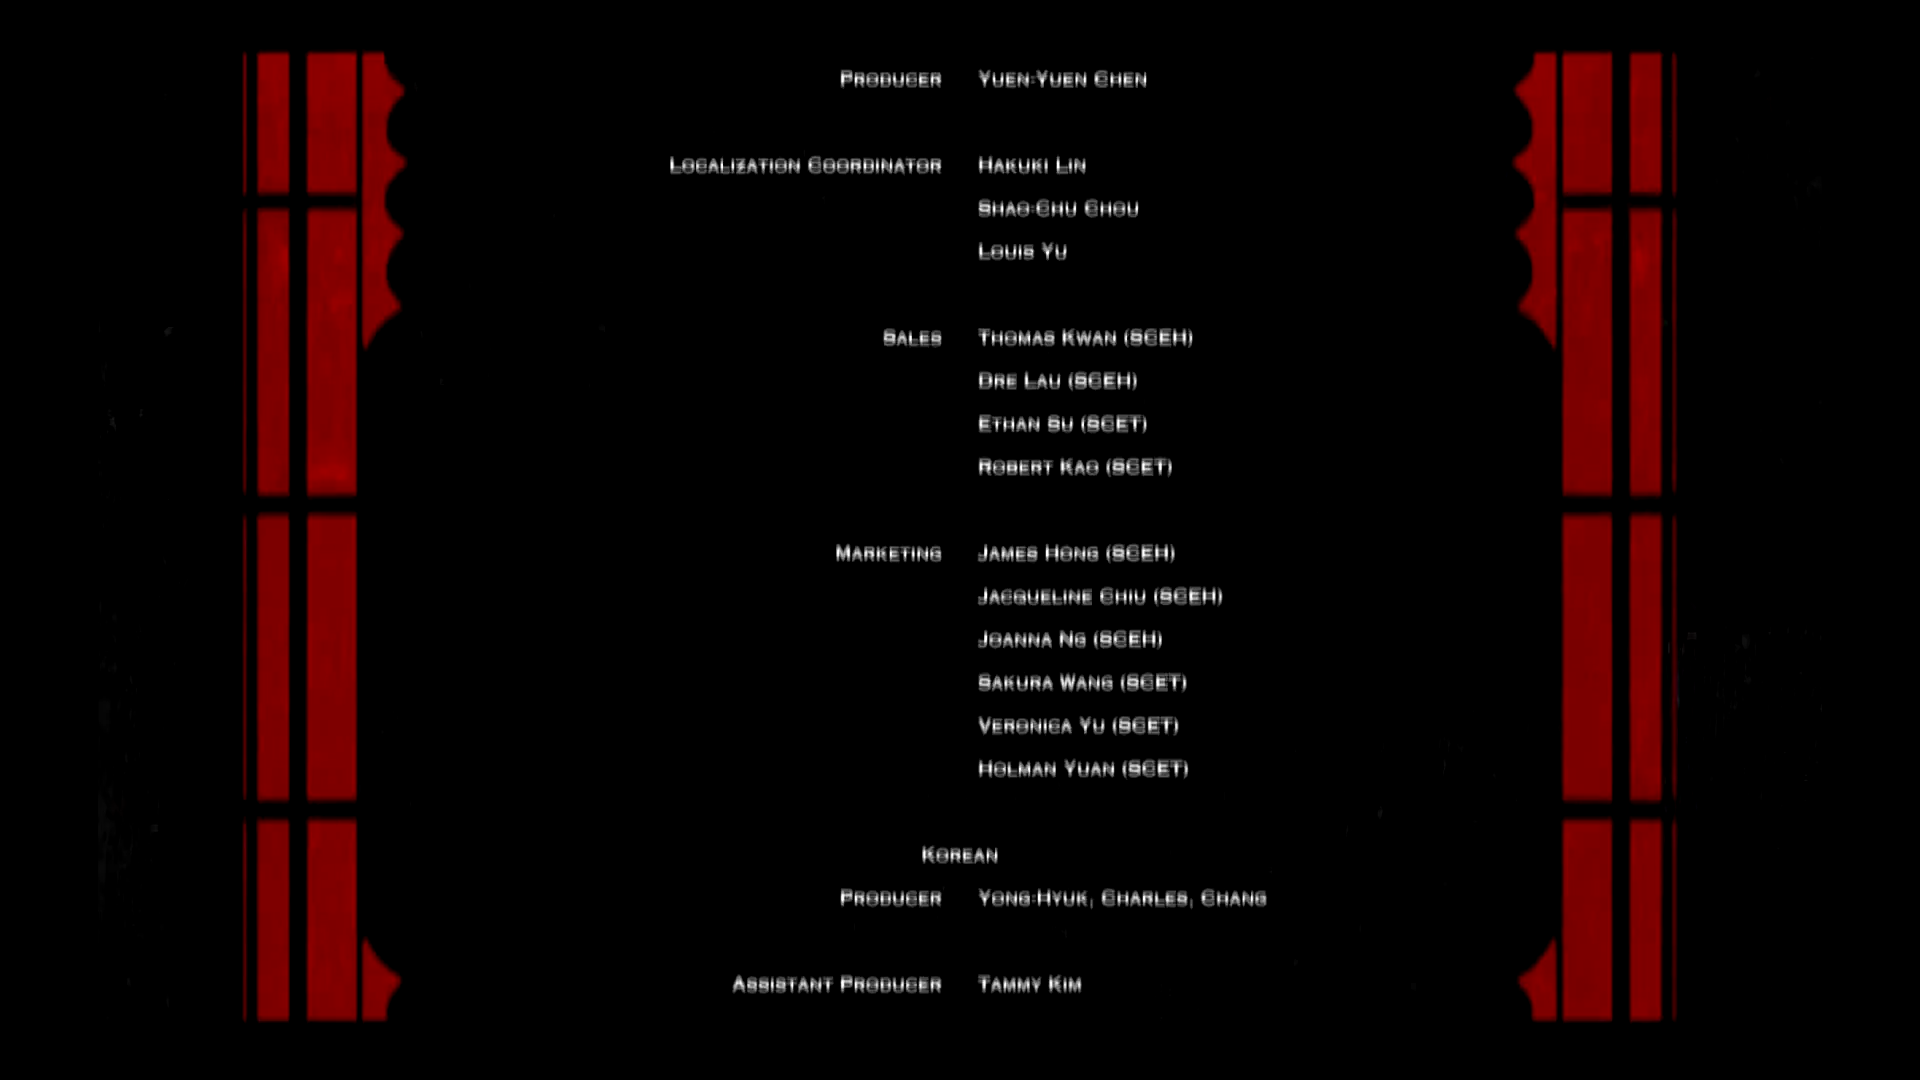 Producer Yuen-Yuen Chen
Localization Coordinator Hakuki Lin
Shao-Chu Chou
Louis Yu
Sales Thomas Kwan (SCEH)
Dre Lau (SCEH)
Ethan Su (SCET)
Robert Kao (SCET)
Marketing James Hong (SCEH)
Jacqueline Chiu (SCEH)
Joanna Ng (SCEH)
Sakura Wang (SCET)
Veronica Yu (SCET)
Holman Yuan (SCET)
Korean
Producer Yong-Hyuk, Charles, Chang
Assistant Producer Tammy Kim